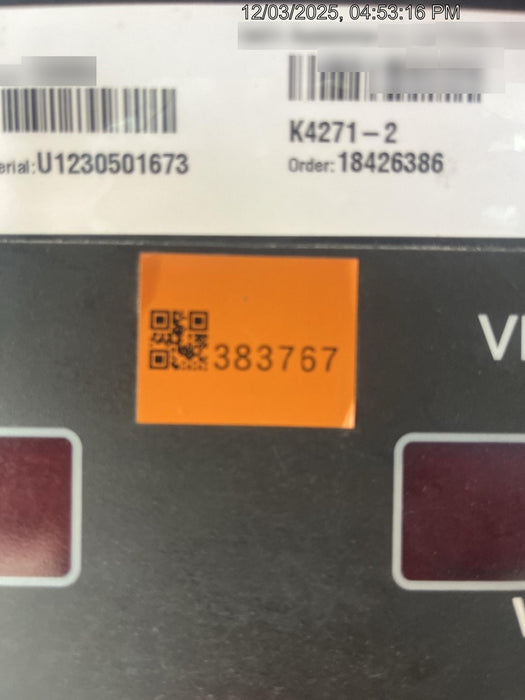 12/03/2025, 04:53:16 PM
K4271-2
erial:U1230501673
Order:18426386
383767